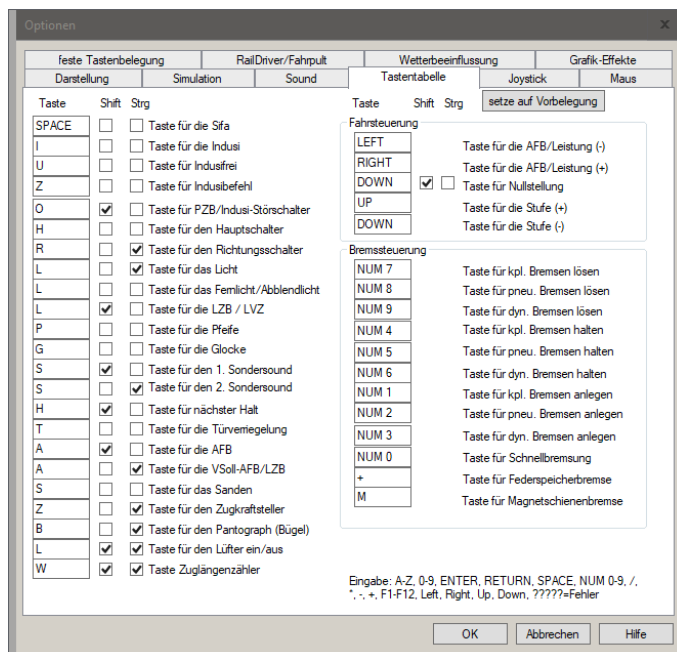 Optionen x
feste Tastenbelegung RailDriver/Fahrpult Wetterbeeinflussung Grafik-Effekte
Darstellung Simulation Sound Tastentabelle Joystick Maus
Taste Shift Strg
SPACE Taste für die Sifa
I Taste für die Indusi
U Taste für Indusifrei
Z Taste für Indusibefehl
O Taste für PZB/Indusi-Störschalter
H Taste für den Hauptschalter
R Taste für den Richtungsschalter
L Taste für das Licht
L Taste für das Fernlicht/Abblendlicht
L Taste für die LZB / LVZ
P Taste für die Pfeife
G Taste für die Glocke
S Taste für den 1. Sondersound
S Taste für den 2. Sondersound
H Taste für nächster Halt
T Taste für die Türverriegelung
A Taste für die AFB
A Taste für die VSoll-AFB/LZB
S Taste für das Sanden
Z Taste für den Zugkraftsteller
B Taste für den Pantograph (Bügel)
L Taste für den Lüfter ein/aus
W Taste Zuglängenzähler
Taste Shift Strg setze auf Vorbelegung
Fahrsteuerung
LEFT Taste für die AFB/Leistung (-)
RIGHT Taste für die AFB/Leistung (+)
DOWN Taste für Nullstellung
UP Taste für die Stufe (+)
DOWN Taste für die Stufe (-)
Bremssteuerung
NUM 7 Taste für kpl. Bremsen lösen
NUM 8 Taste für pneu. Bremsen lösen
NUM 9 Taste für dyn. Bremsen lösen
NUM 4 Taste für kpl. Bremsen halten
NUM 5 Taste für pneu. Bremsen halten
NUM 6 Taste für dyn. Bremsen halten
NUM 1 Taste für kpl. Bremsen anlegen
NUM 2 Taste für pneu. Bremsen anlegen
NUM 3 Taste für dyn. Bremsen anlegen
NUM 0 Taste für Schnellbremsung
+ Taste für Federspeicherbremse
M Taste für Magnetschienenbremse
Eingabe: A-Z, 0-9, ENTER, RETURN, SPACE, NUM 0-9, /,
*, -, +, F1-F12, Left, Right, Up, Down, ?????=Fehler
OK Abbrechen Hilfe